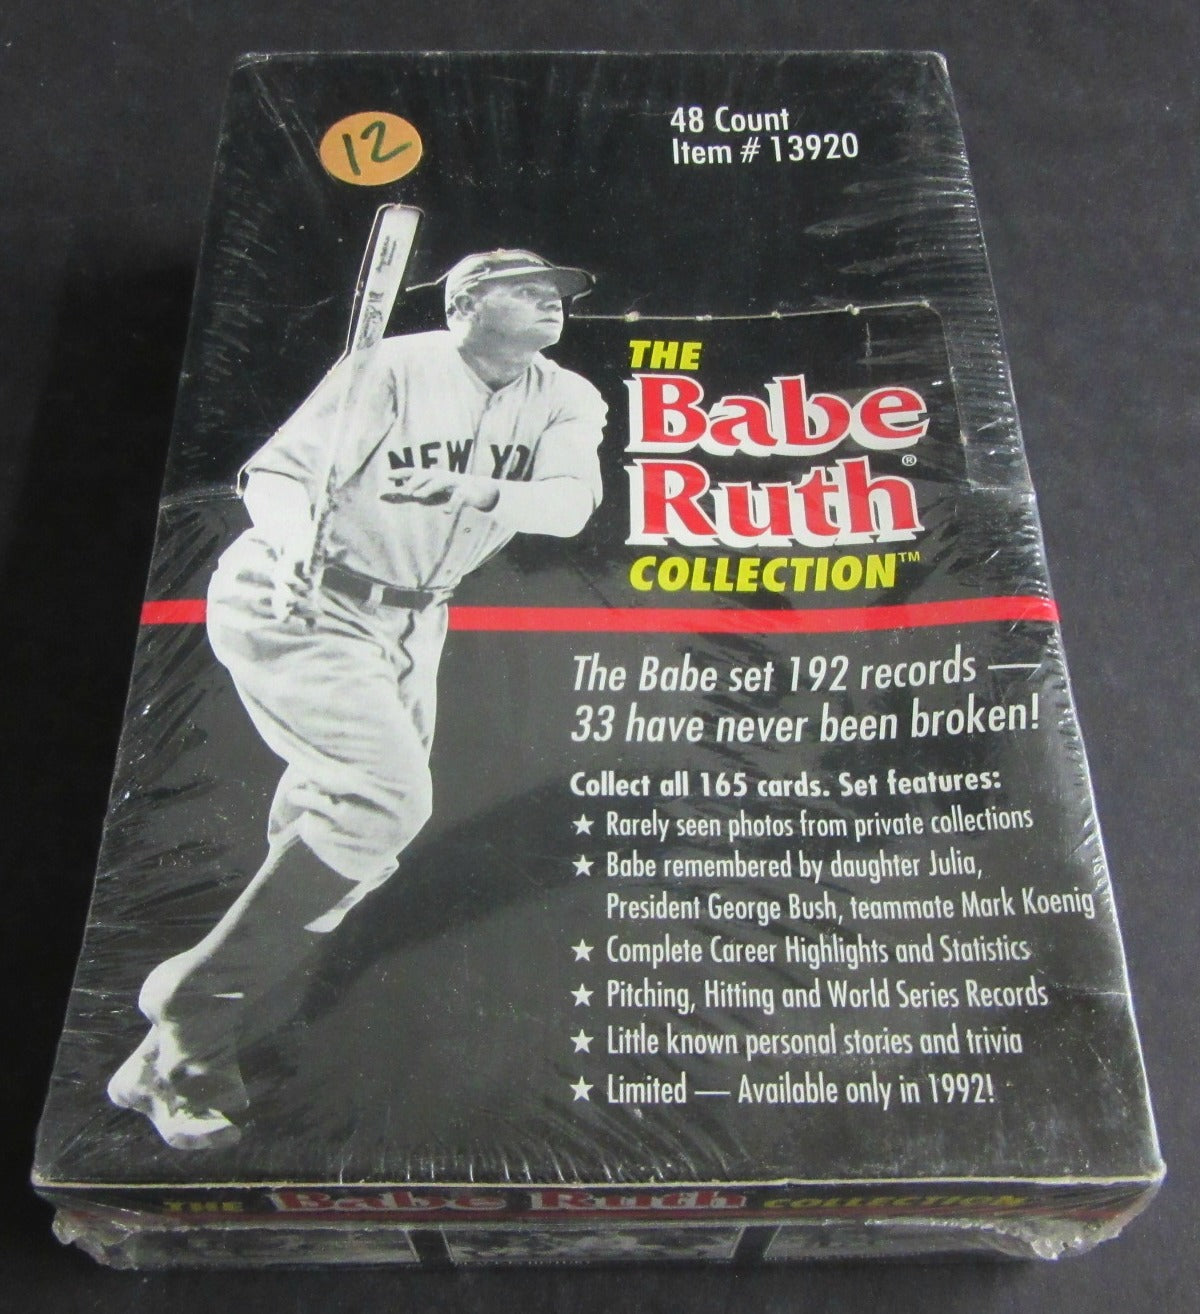 12
48 Count
Item # 13920
THE
Babe
Ruth®
COLLECTION™
NEW YO
The Babe set 192 records —
33 have never been broken!
Collect all 165 cards. Set features:
★ Rarely seen photos from private collections
★ Babe remembered by daughter Julia,
President George Bush, teammate Mark Koenig
★ Complete Career Highlights and Statistics
★ Pitching, Hitting and World Series Records
★ Little known personal stories and trivia
★ Limited — Available only in 1992!
THE Babe Ruth COLLECTION